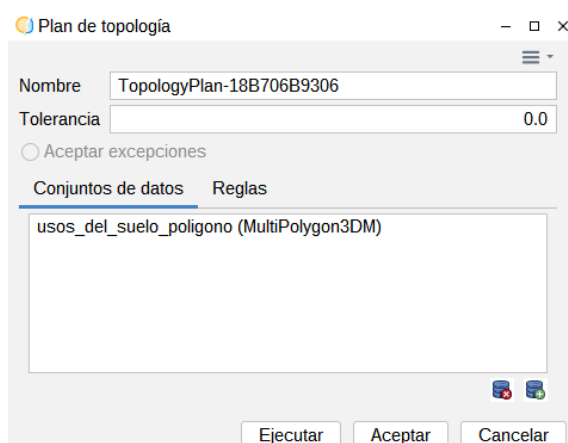 Plan de topología
Nombre TopologyPlan-18B706B9306
Tolerancia 0.0
Aceptar excepciones
Conjuntos de datos Reglas
usos_del_suelo_poligono (MultiPolygon3DM)
Ejecutar Aceptar Cancelar